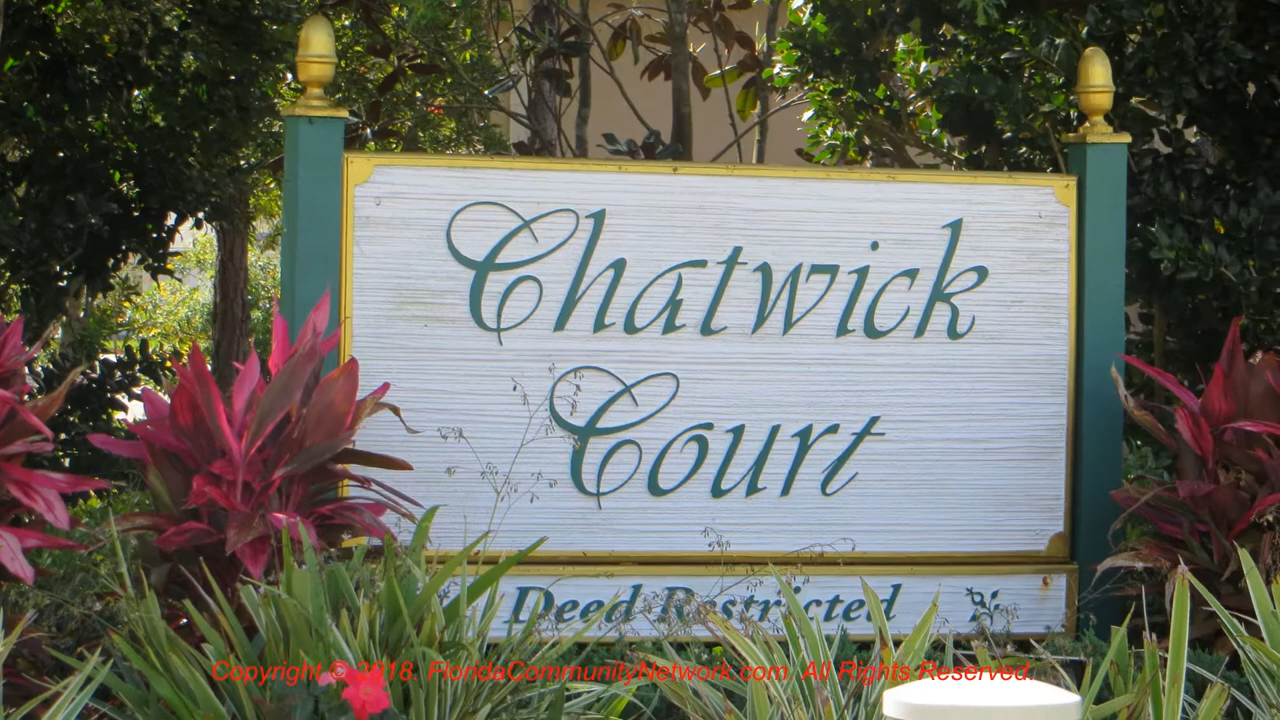 Chatwick
Court
Deed Restricted
Copyright © 2018. FloridaCommunityNetwork.com. All Rights Reserved.